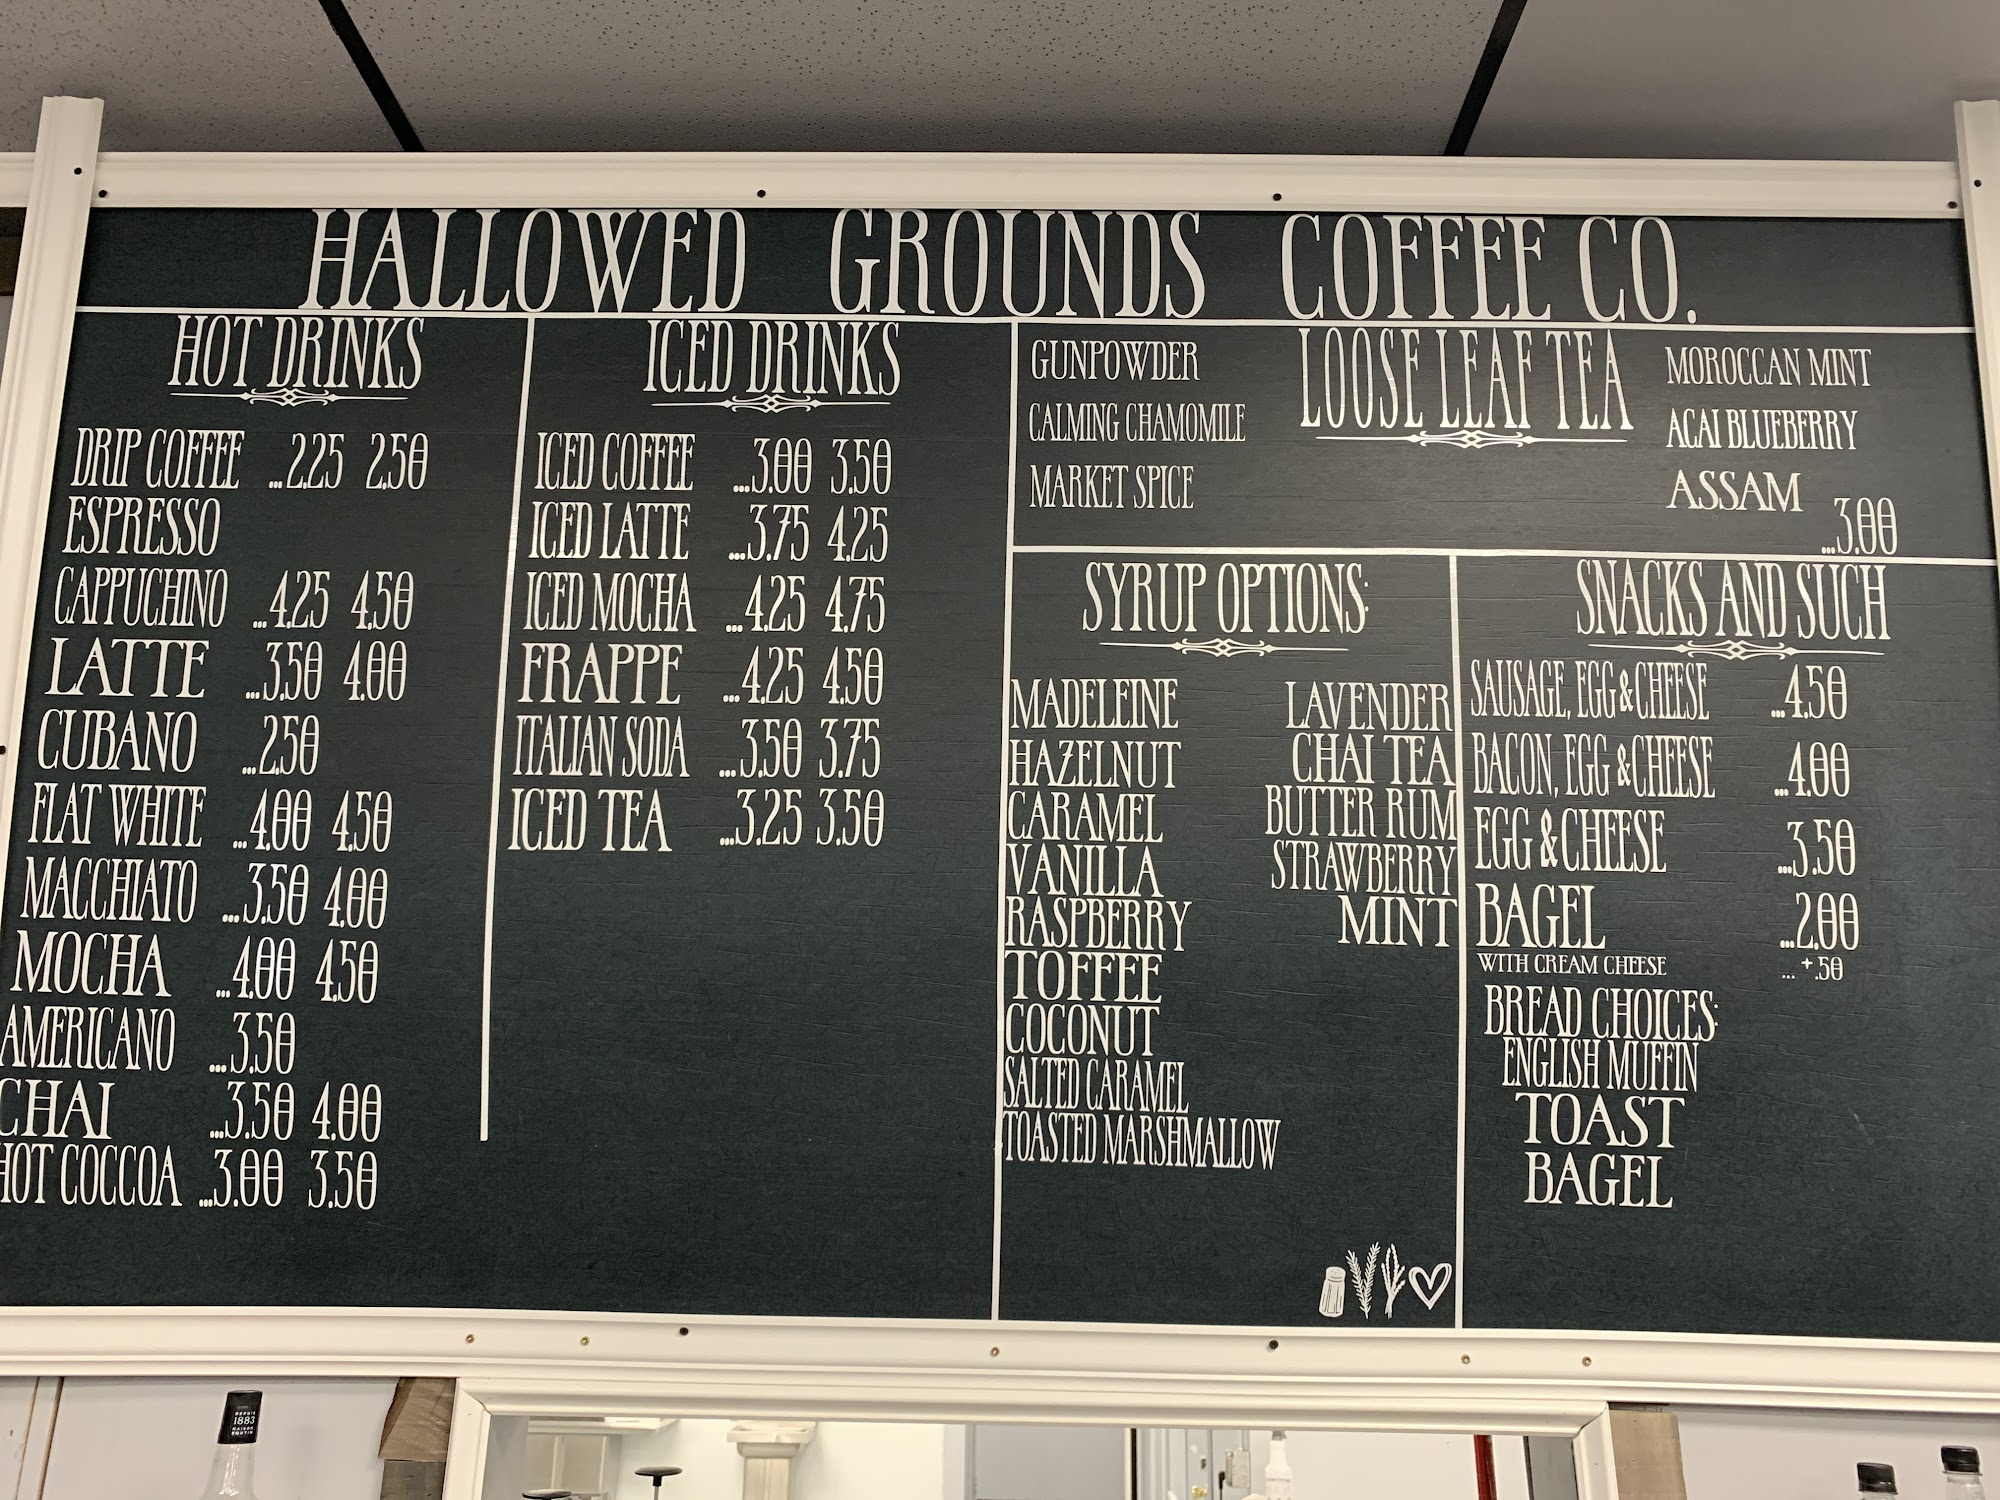 HALLOWED GROUNDS COFFEE CO.
HOT DRINKS
DRIP COFFEE ...2.25 2.50
ESPRESSO
CAPPUCHINO ...4.25 4.50
LATTE ...3.50 4.00
CUBANO ...2.50
FLAT WHITE ...4.00 4.50
MACCHIATO ...3.50 4.00
MOCHA ...4.00 4.50
AMERICANO ...3.50
CHAI ...3.50 4.00
HOT COCCOA ...3.00 3.50
ICED DRINKS
ICED COFFEE ...3.00 3.50
ICED LATTE ...3.75 4.25
ICED MOCHA ...4.25 4.75
FRAPPE ...4.25 4.50
ITALIAN SODA ...3.50 3.75
ICED TEA ...3.25 3.50
LOOSE LEAF TEA
GUNPOWDER
CALMING CHAMOMILE
MARKET SPICE
MOROCCAN MINT
ACAI BLUEBERRY
ASSAM
...3.00
SYRUP OPTIONS:
MADELEINE
HAZELNUT
CARAMEL
VANILLA
RASPBERRY
TOFFEE
COCONUT
SALTED CARAMEL
TOASTED MARSHMALLOW
LAVENDER
CHAI TEA
BUTTER RUM
STRAWBERRY
MINT
SNACKS AND SUCH
SAUSAGE, EGG & CHEESE ...4.50
BACON, EGG & CHEESE ...4.00
EGG & CHEESE ...3.50
BAGEL ...2.00
WITH CREAM CHEESE ... +.50
BREAD CHOICES:
ENGLISH MUFFIN
TOAST
BAGEL
DEPUIS
1883
MAISON
ROUTIN